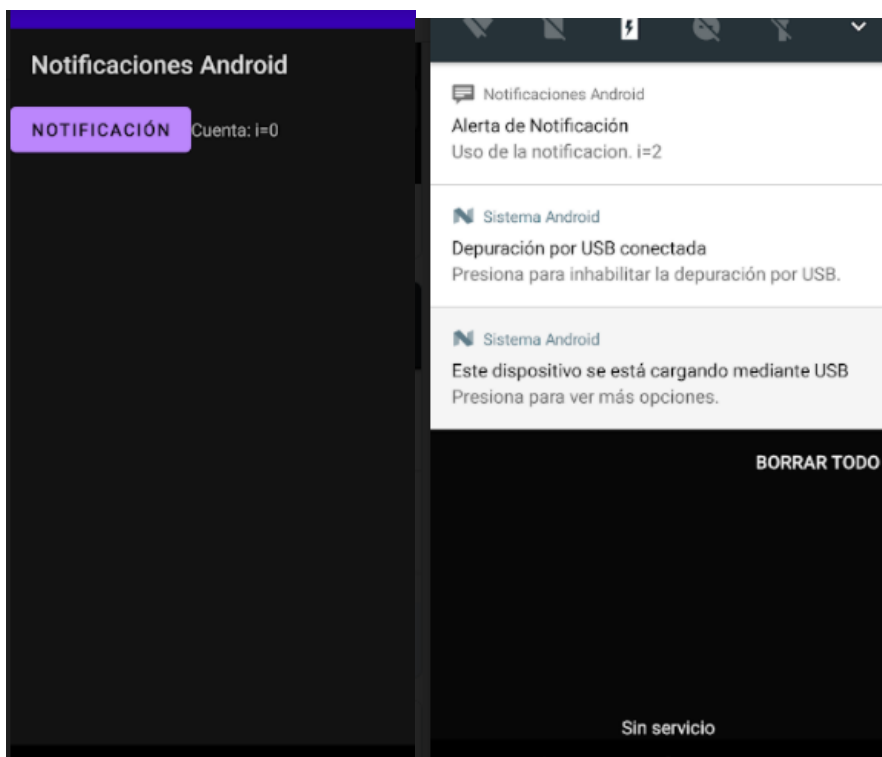 Notificaciones Android
NOTIFICACIÓN Cuenta: i=0
Notificaciones Android
Alerta de Notificación
Uso de la notificacion. i=2
Sistema Android
Depuración por USB conectada
Presiona para inhabilitar la depuración por USB.
Sistema Android
Este dispositivo se está cargando mediante USB
Presiona para ver más opciones.
BORRAR TODO
Sin servicio